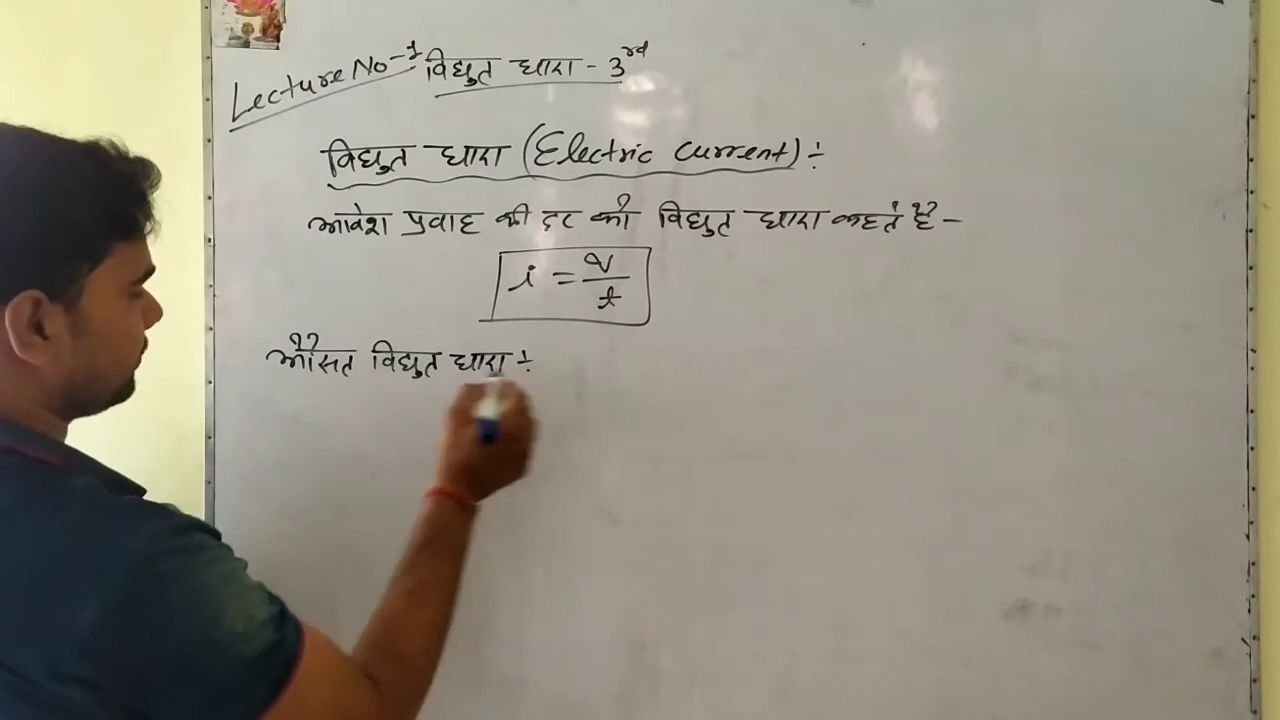 Lecture No-1 विद्युत धारा - 3rd
विद्युत धारा (Electric current) ÷
आवेश प्रवाह की दर को विद्युत धारा कहते है -
i = q/t
औसत विद्युत धारा ÷